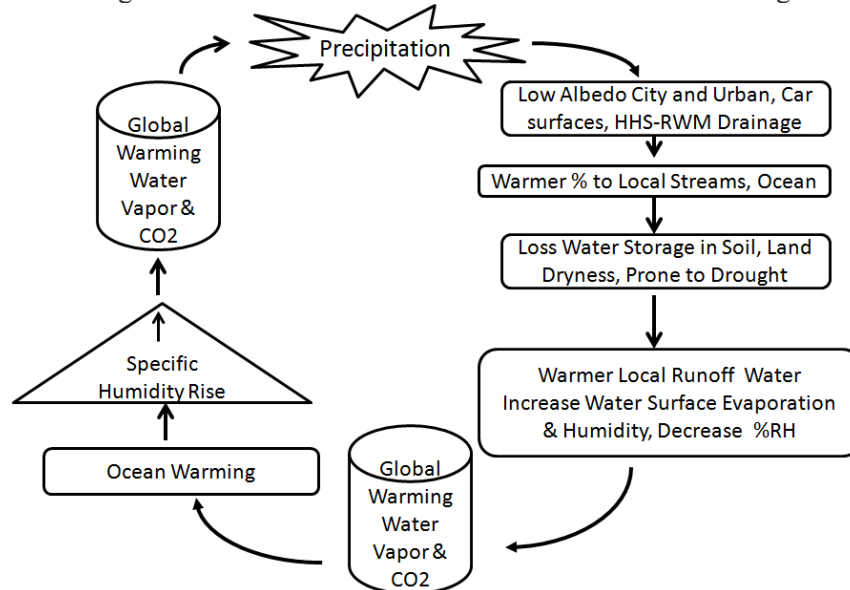 Precipitation
Low Albedo City and Urban, Car
surfaces, HHS-RWM Drainage
Warmer % to Local Streams, Ocean
Loss Water Storage in Soil, Land
Dryness, Prone to Drought
Warmer Local Runoff Water
Increase Water Surface Evaporation
& Humidity, Decrease %RH
Global
Warming
Water
Vapor &
CO2
Ocean Warming
Specific
Humidity Rise
Global
Warming
Water
Vapor &
CO2